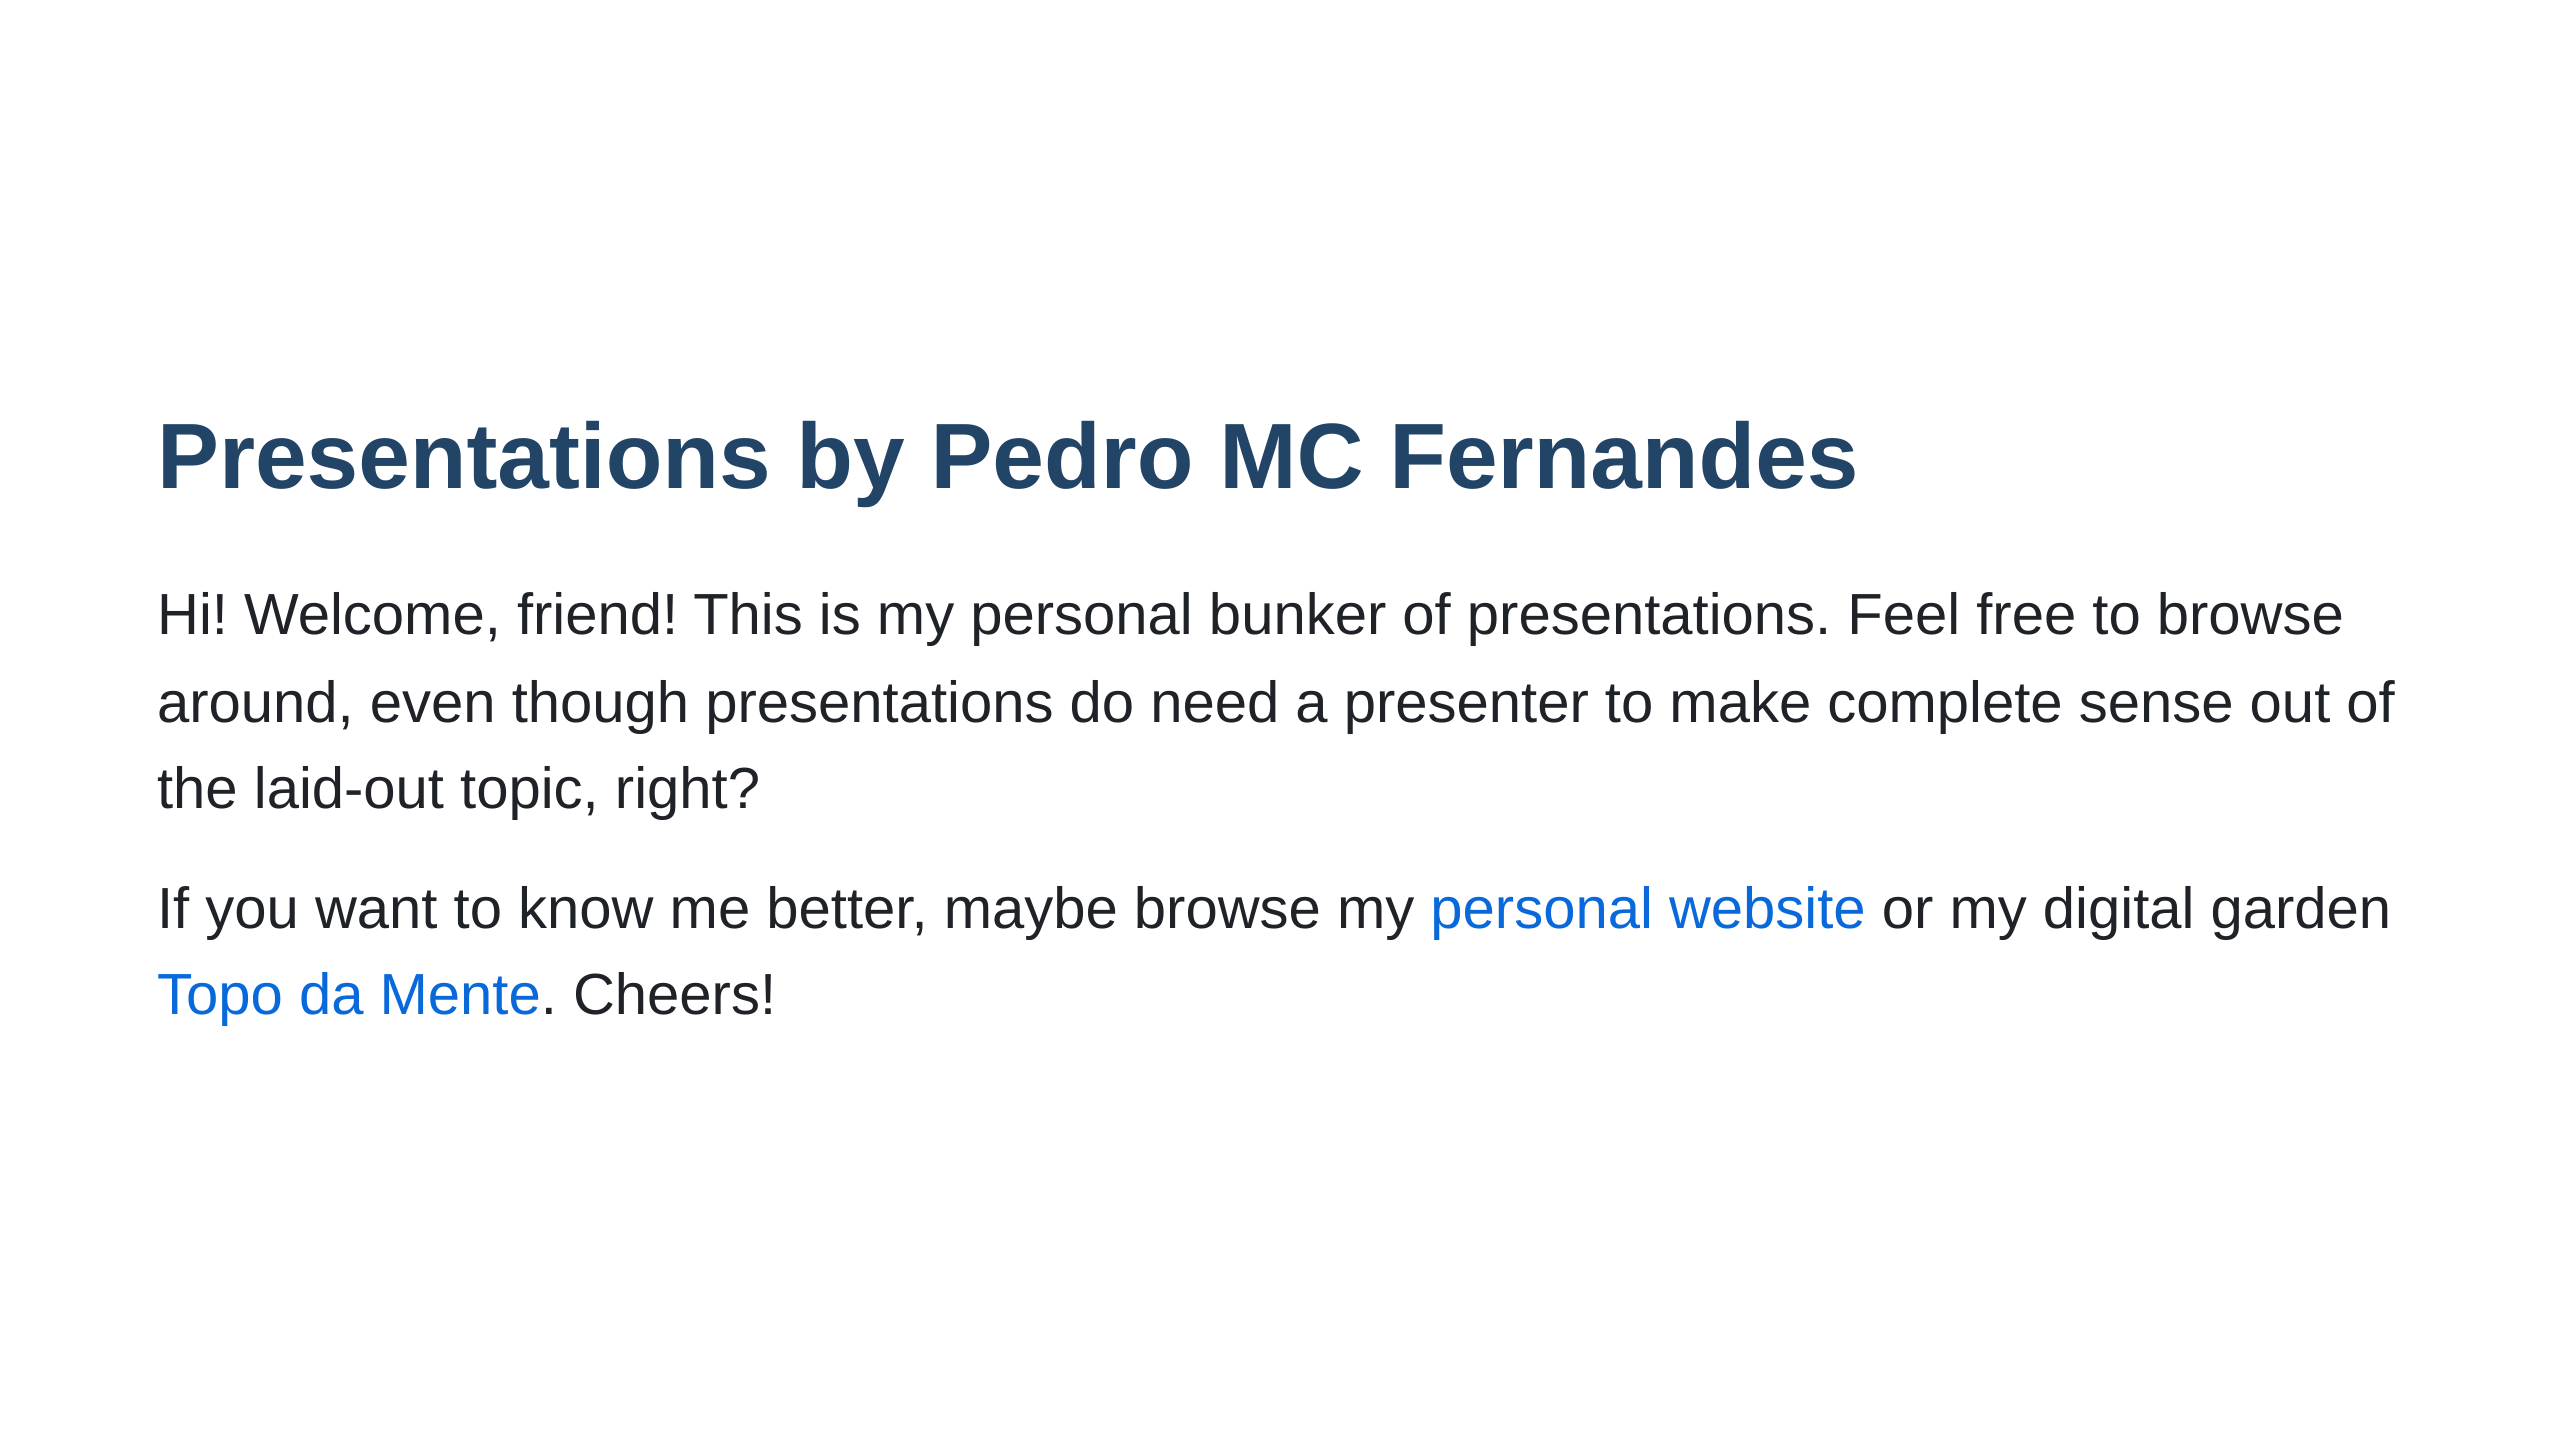 Presentations by Pedro MC Fernandes
Hi! Welcome, friend! This is my personal bunker of presentations. Feel free to browse
around, even though presentations do need a presenter to make complete sense out of
the laid-out topic, right?
If you want to know me better, maybe browse my personal website or my digital garden
Topo da Mente. Cheers!